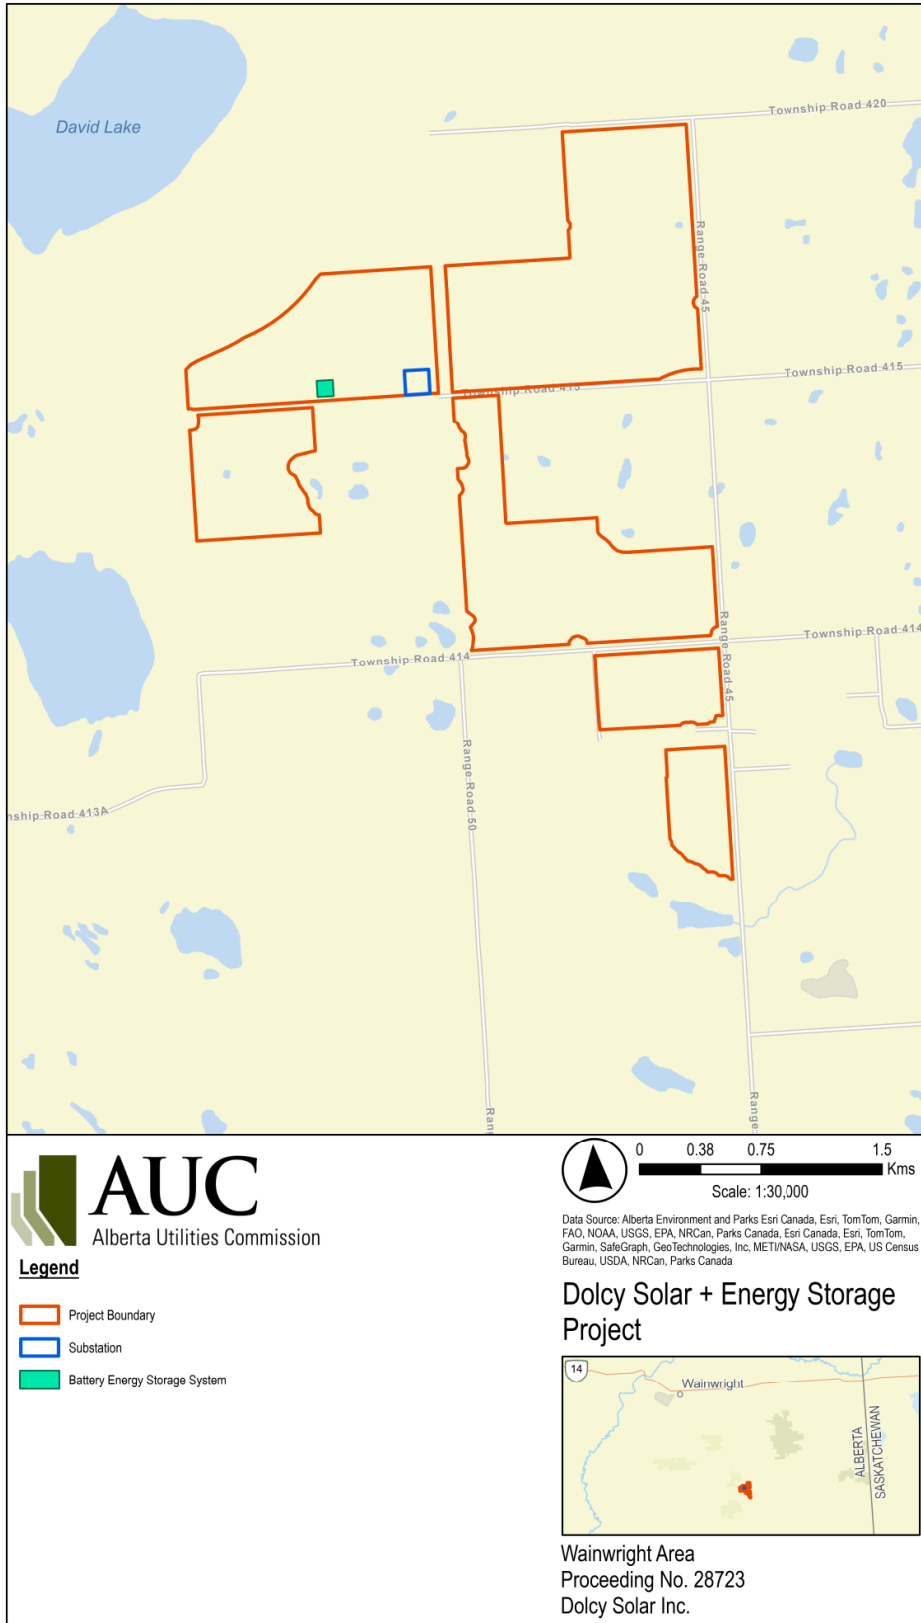 David Lake
Township Road 420
Range Road 45
Township Road 415
Township Road 415
Township Road 414
Township Road 414
Range Road 45
Range Road 50
nship Road 413A
Rang
Range
AUC
Alberta Utilities Commission
Legend
Project Boundary
Substation
Battery Energy Storage System
0 0.38 0.75 1.5
Kms
Scale: 1:30,000
Data Source: Alberta Environment and Parks Esri Canada, Esri, TomTom, Garmin,
FAO, NOAA, USGS, EPA, NRCan, Parks Canada, Esri Canada, Esri, TomTom,
Garmin, SafeGraph, GeoTechnologies, Inc, METI/NASA, USGS, EPA, US Census
Bureau, USDA, NRCan, Parks Canada
Dolcy Solar + Energy Storage
Project
14
Wainwright
ALBERTA
SASKATCHEWAN
Wainwright Area
Proceeding No. 28723
Dolcy Solar Inc.